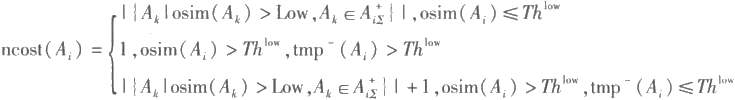 | { A_k | osim(A_k) > Low, A_k ∈ A_{iΣ}^+ } |, osim(A_i) ≤ Th^low
ncost(A_i) = { 1, osim(A_i) > Th^low, tmp^-(A_i) > Th^low
| { A_k | osim(A_k) > Low, A_k ∈ A_{iΣ}^+ } | + 1, osim(A_i) > Th^low, tmp^-(A_i) ≤ Th^low